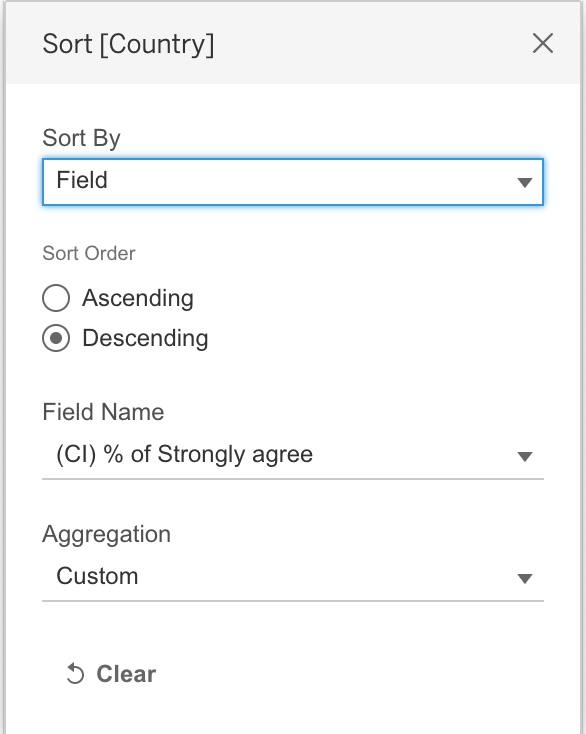 Sort [Country]
Sort By
Field
Sort Order
Ascending
Descending
Field Name
(CI) % of Strongly agree
Aggregation
Custom
Clear